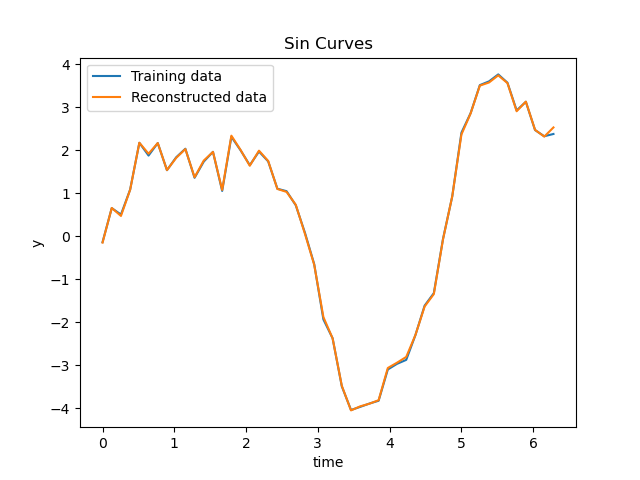 Sin Curves
Training data
Reconstructed data
4
3
2
1
0
−1
−2
−3
−4
y
0 1 2 3 4 5 6
time